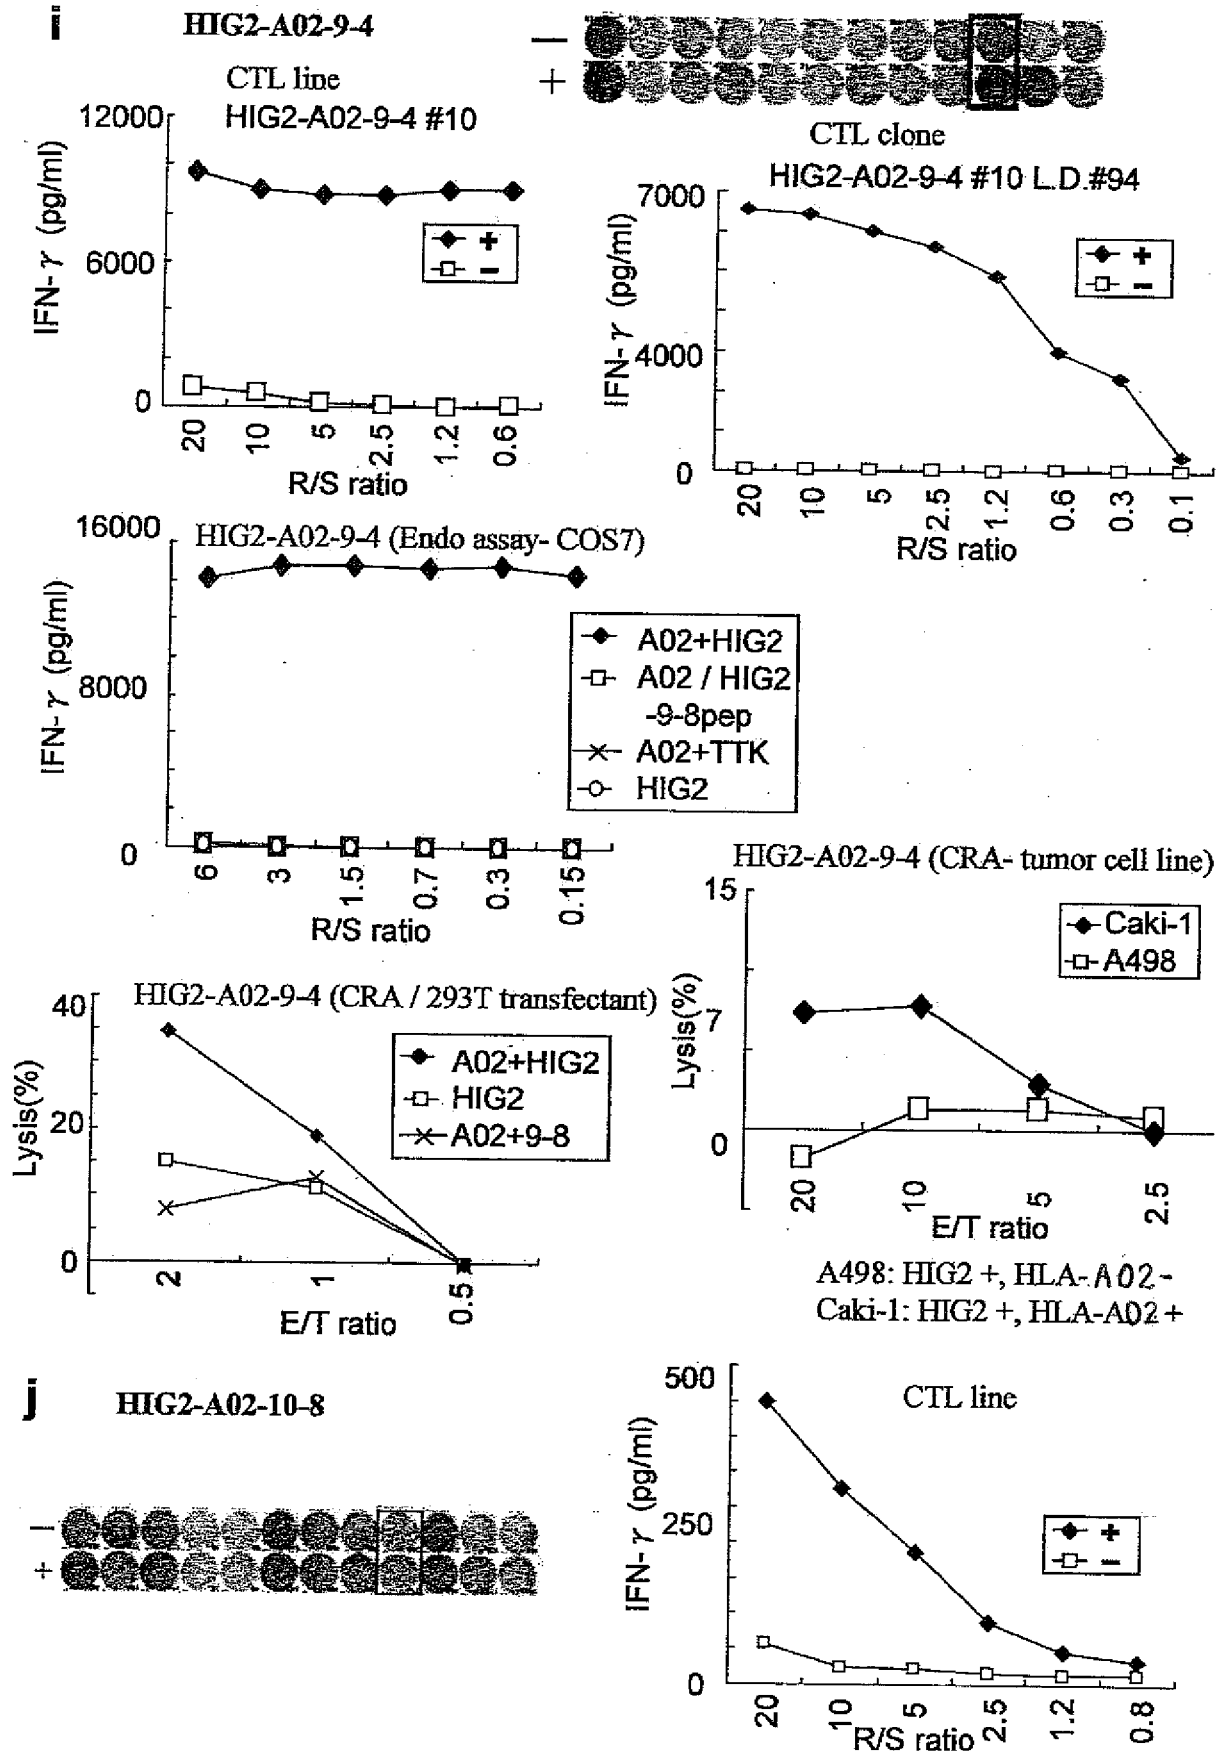 i
HIG2-A02-9-4
−
+
CTL line
HIG2-A02-9-4 #10
12000
6000
0
IFN-γ (pg/ml)
+
−
20 10 5 2.5 1.2 0.6
R/S ratio
CTL clone
HIG2-A02-9-4 #10 L.D.#94
7000
4000
0
IFN-γ (pg/ml)
+
−
20 10 5 2.5 1.2 0.6 0.3 0.1
R/S ratio
HIG2-A02-9-4 (Endo assay- COS7)
16000
8000
0
IFN-γ (pg/ml)
A02+HIG2
A02 / HIG2
-9-8pep
A02+TTK
HIG2
6 3 1.5 0.7 0.3 0.15
R/S ratio
HIG2-A02-9-4 (CRA- tumor cell line)
15
7
0
Lysis(%)
Caki-1
A498
20 10 5 2.5
E/T ratio
A498: HIG2 +, HLA-A02-
Caki-1: HIG2 +, HLA-A02 +
HIG2-A02-9-4 (CRA / 293T transfectant)
40
20
0
Lysis(%)
A02+HIG2
HIG2
A02+9-8
2 1 0.5
E/T ratio
j
HIG2-A02-10-8
−
+
CTL line
500
250
0
IFN-γ (pg/ml)
+
−
20 10 5 2.5 1.2 0.8
R/S ratio